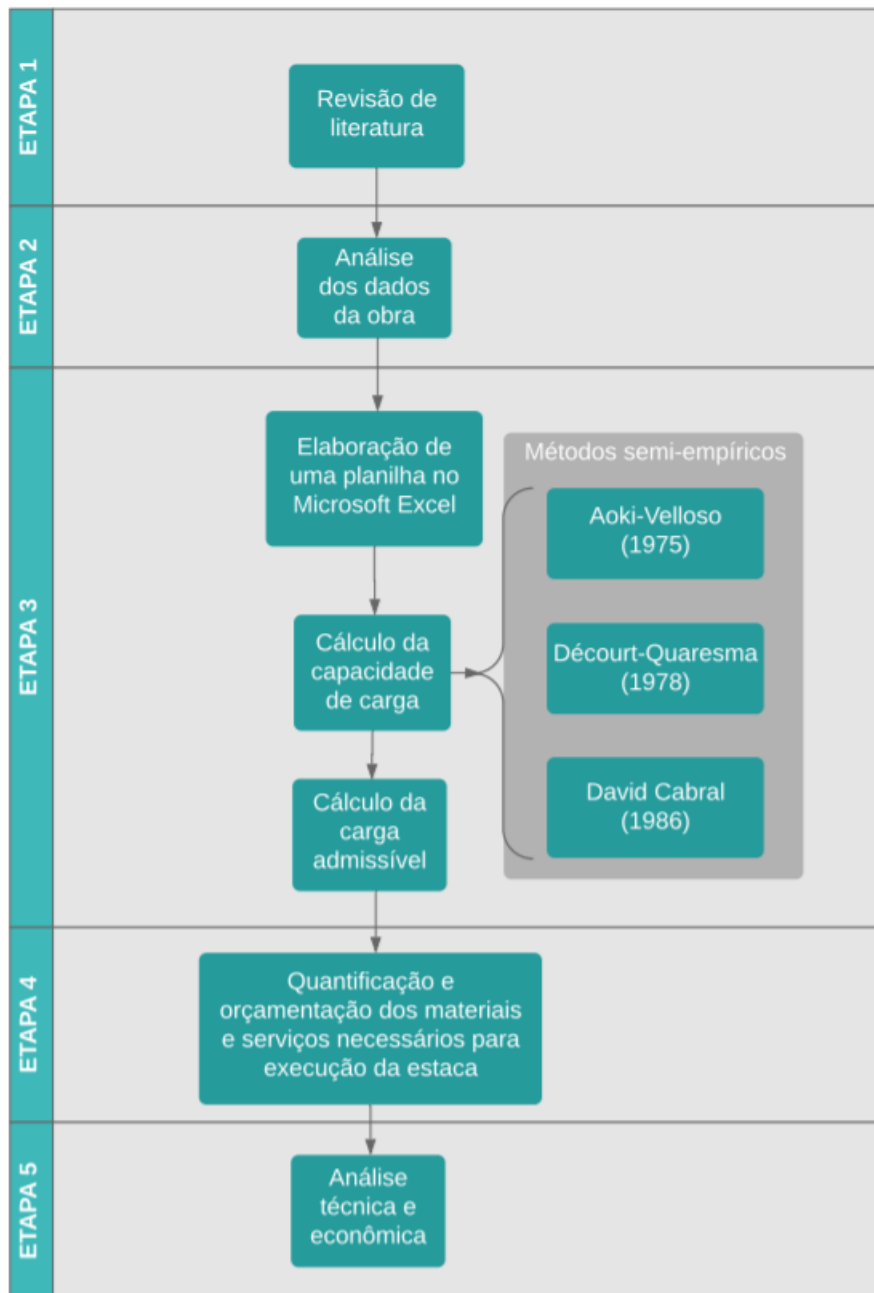 ETAPA 1
Revisão de
literatura
ETAPA 2
Análise
dos dados
da obra
ETAPA 3
Elaboração de
uma planilha no
Microsoft Excel
Cálculo da
capacidade
de carga
Métodos semi-empíricos
Aoki-Velloso
(1975)
Décourt-Quaresma
(1978)
David Cabral
(1986)
Cálculo da
carga
admissível
ETAPA 4
Quantificação e
orçamentação dos materiais
e serviços necessários para
execução da estaca
ETAPA 5
Análise
técnica e
econômica